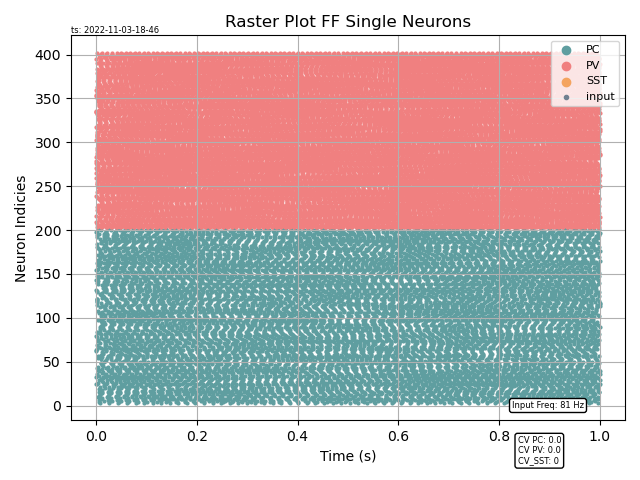 Raster Plot FF Single Neurons
ts: 2022-11-03-18-46
PC
PV
SST
input
400
350
300
250
200
150
100
50
0
Neuron Indicies
Input Freq: 81 Hz
0.0 0.2 0.4 0.6 0.8 1.0
Time (s)
CV PC: 0.0
CV PV: 0.0
CV_SST: 0